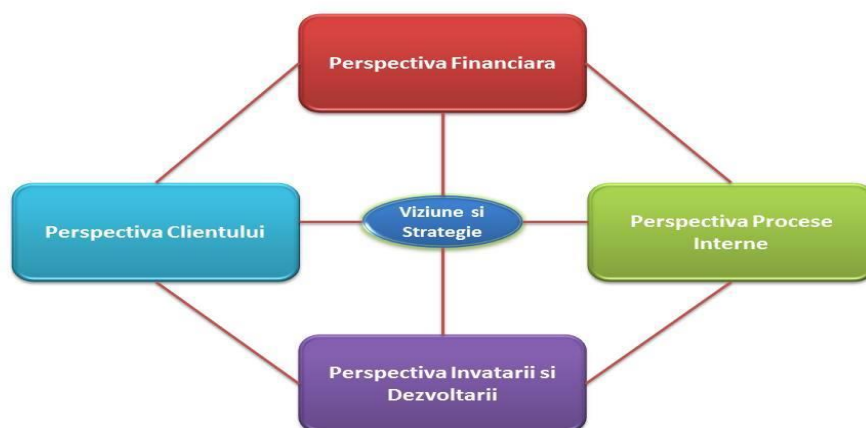 Perspectiva Financiara
Perspectiva Clientului
Viziune si
Strategie
Perspectiva Procese
Interne
Perspectiva Invatarii si
Dezvoltarii